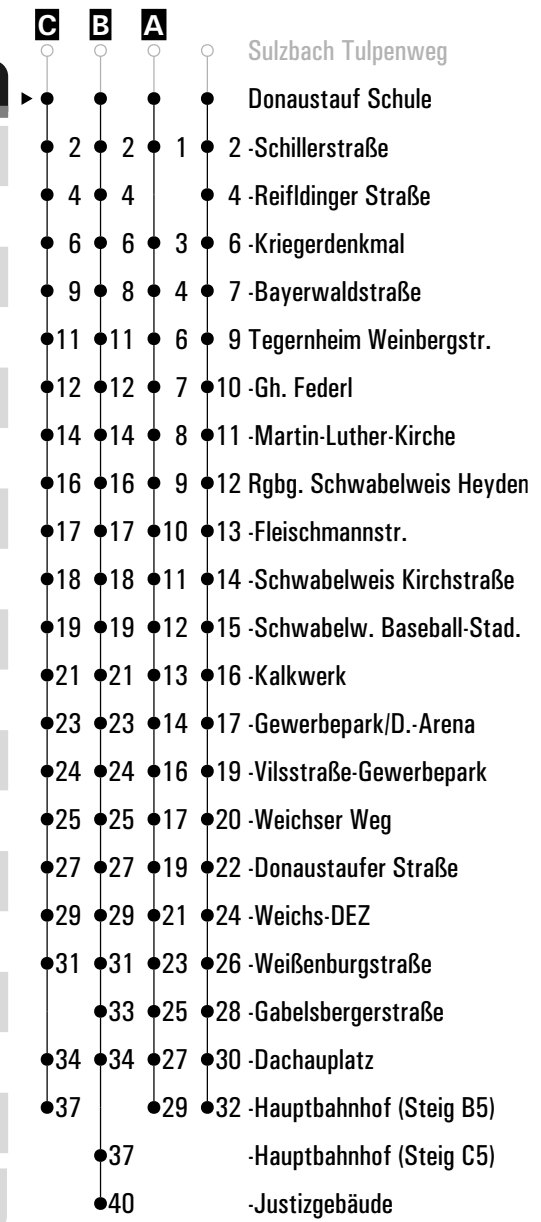 C B A
Sulzbach Tulpenweg
Donaustauf Schule
2 2 1 2 -Schillerstraße
4 4 4 -Reifldinger Straße
6 6 3 6 -Kriegerdenkmal
9 8 4 7 -Bayerwaldstraße
11 11 6 9 Tegernheim Weinbergstr.
12 12 7 10 -Gh. Federl
14 14 8 11 -Martin-Luther-Kirche
16 16 9 12 Rgbg. Schwabelweis Heyden
17 17 10 13 -Fleischmannstr.
18 18 11 14 -Schwabelweis Kirchstraße
19 19 12 15 -Schwabelw. Baseball-Stad.
21 21 13 16 -Kalkwerk
23 23 14 17 -Gewerbepark/D.-Arena
24 24 16 19 -Vilsstraße-Gewerbepark
25 25 17 20 -Weichser Weg
27 27 19 22 -Donaustaufer Straße
29 29 21 24 -Weichs-DEZ
31 31 23 26 -Weißenburgstraße
33 25 28 -Gabelsbergerstraße
34 34 27 30 -Dachauplatz
37 29 32 -Hauptbahnhof (Steig B5)
37 -Hauptbahnhof (Steig C5)
40 -Justizgebäude